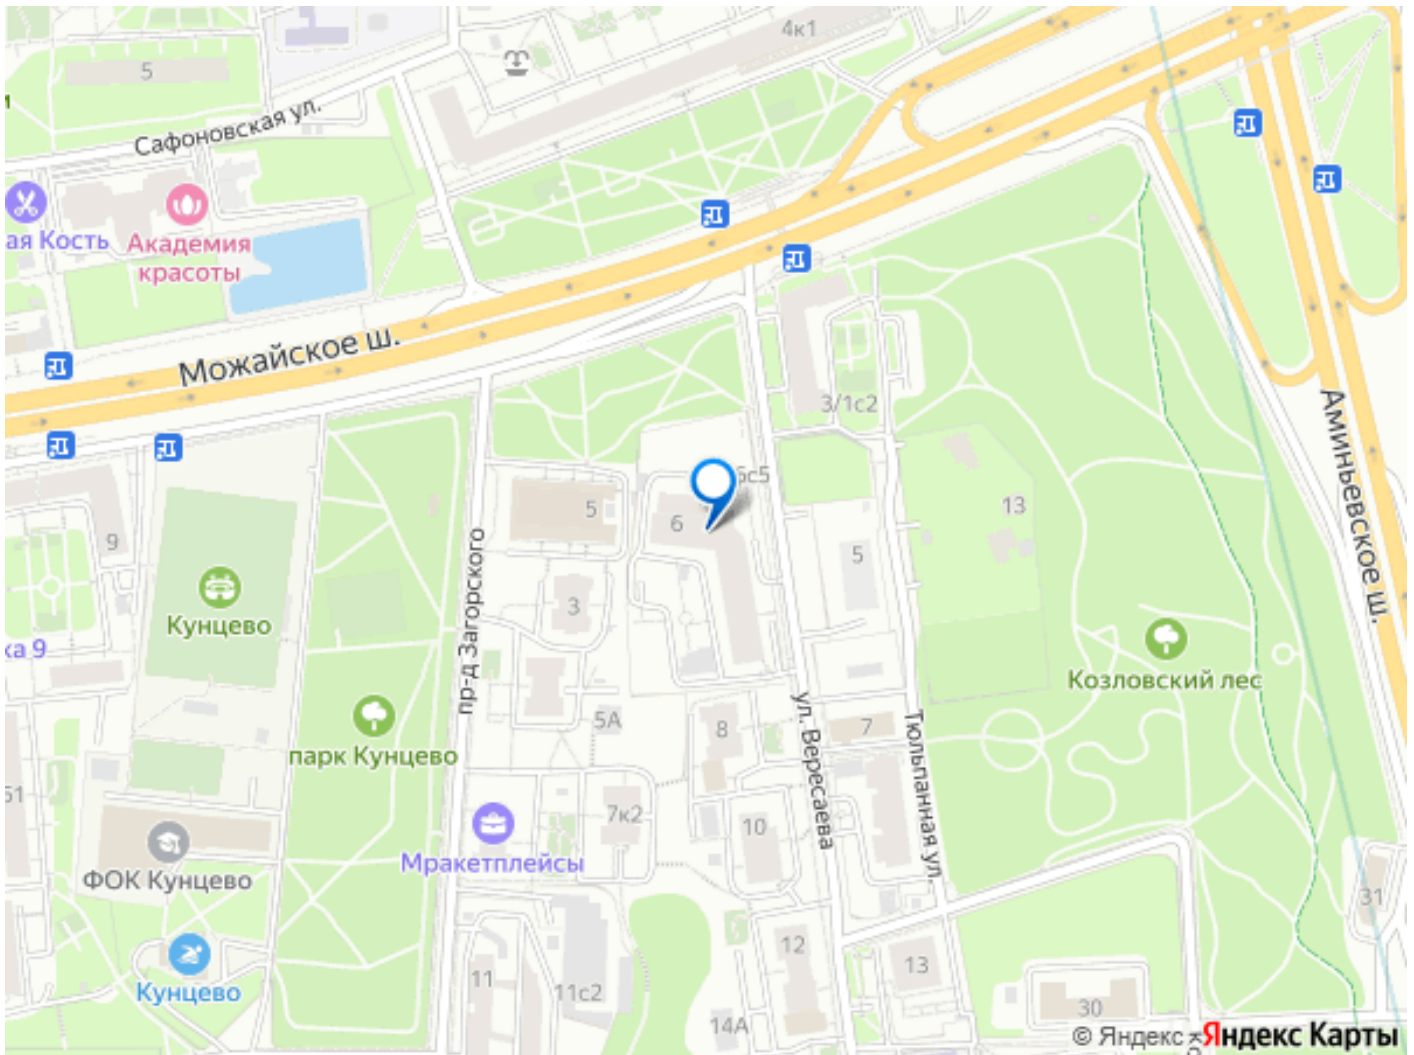 4к1
5
Сафоновская ул.
ая Кость
Академия
красоты
Можайское ш.
3/1с2
Аминьевское ш.
6с5
5
6
13
9
5
Кунцево
3
пр-д Загорского
ка 9
Козловский лес
5А
8
7
ул. Вересаева
Тюльпанная ул.
парк Кунцево
51
7к2
10
Мракетплейсы
ФОК Кунцево
31
12
13
Кунцево
11
11с2
30
14А
© Яндекс
Яндекс Карты